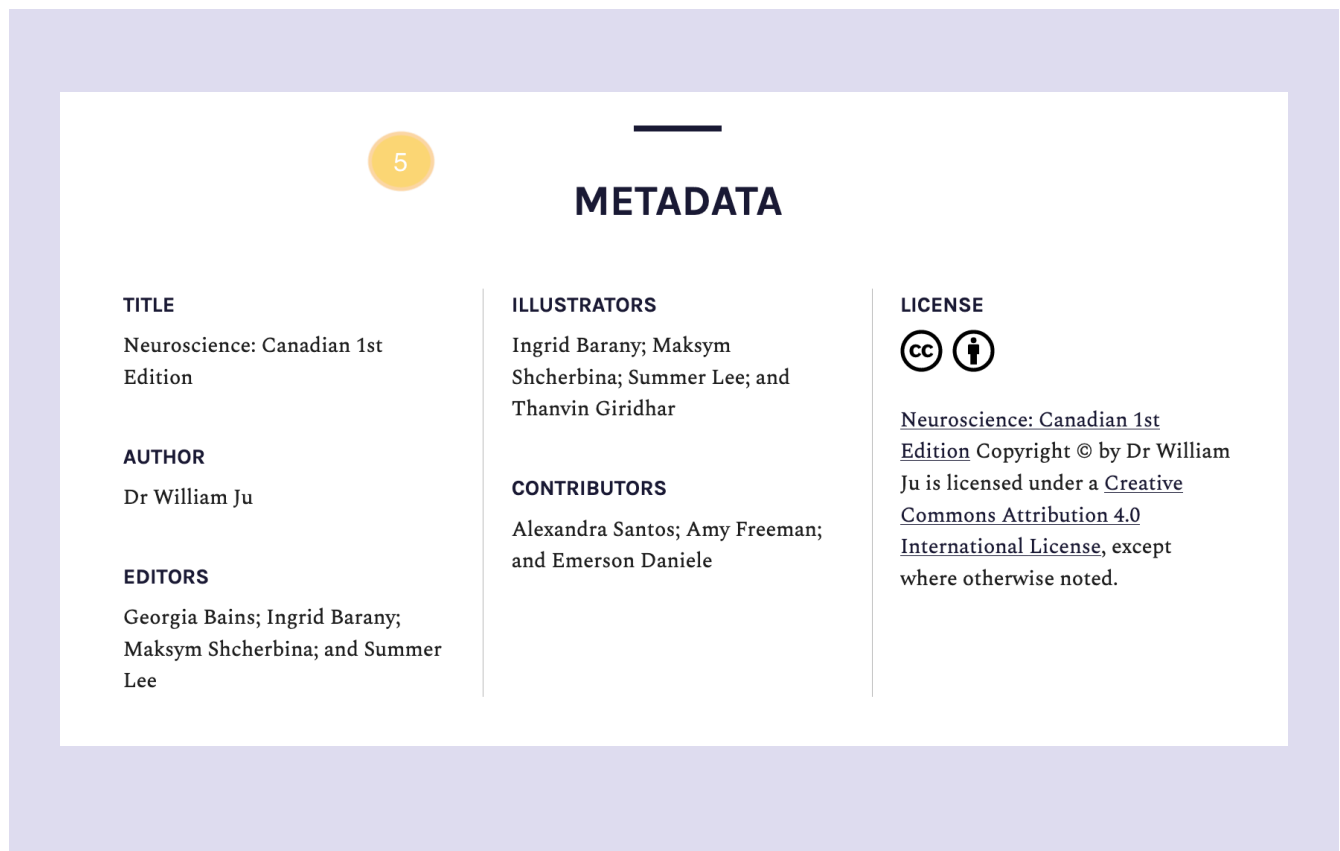 5
METADATA
TITLE
Neuroscience: Canadian 1st
Edition
AUTHOR
Dr William Ju
EDITORS
Georgia Bains; Ingrid Barany;
Maksym Shcherbina; and Summer
Lee
ILLUSTRATORS
Ingrid Barany; Maksym
Shcherbina; Summer Lee; and
Thanvin Giridhar
CONTRIBUTORS
Alexandra Santos; Amy Freeman;
and Emerson Daniele
LICENSE
cc
Neuroscience: Canadian 1st
Edition Copyright © by Dr William
Ju is licensed under a Creative
Commons Attribution 4.0
International License, except
where otherwise noted.